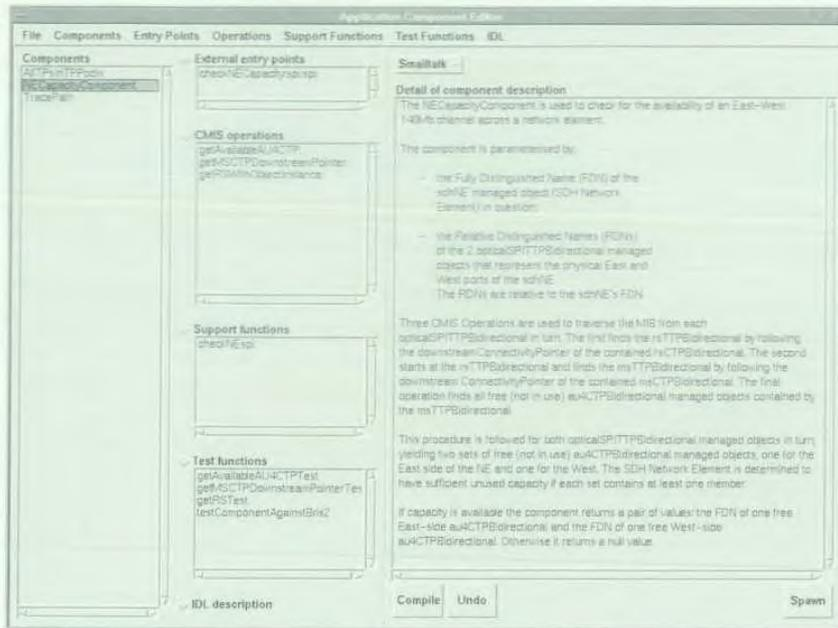 Application Component Editor
File Components Entry Points Operations Support Functions Test Functions IDL
Components
NECapacityComponent
TracePath
External entry points
checkNECapacity:spi:spi:
CMIS operations
getAvailableAU4CTP
getMSCTPDownstreamPointer
getRSWithObjectInstance
Support functions
checkNEspi:
Test functions
getAvailableAU4CTPTest
getMSCTPDownstreamPointerTes
getRSTest
testComponentAgainstBris2
IDL description
Smalltalk
Detail of component description
The NECapacityComponent is used to check for the availability of an East-West
140Mb channel across a network element.
The component is parameterised by:
- the Fully Distinguished Name (FDN) of the
sdhNE managed object (SDH Network
Element) in question;
- the Relative Distinguished Names (RDNs)
of the 2 opticalSPITTPBidirectional managed
objects that represent the physical East and
West ports of the sdhNE.
The RDNs are relative to the sdhNE's FDN
Three CMIS Operations are used to traverse the MIB from each
opticalSPITTPBidirectional in turn. The first finds the rsTTPBidirectional by following
the downstreamConnectivityPointer of the contained rsCTPBidirectional. The second
starts at the rsTTPBidirectional and finds the msTTPBidirectional by following the
downstream ConnectivityPointer of the contained msCTPBidirectional. The final
operation finds all free (not in use) au4CTPBidirectional managed objects contained by
the msTTPBidirectional.
This procedure is followed for both opticalSPITTPBidirectional managed objects in turn,
yielding two sets of free (not in use) au4CTPBidirectional managed objects, one for the
East side of the NE and one for the West. The SDH Network Element is determined to
have sufficient unused capacity if each set contains at least one member.
If capacity is available the component returns a pair of values: the FDN of one free
East-side au4CTPBidirectional and the FDN of one free West-side
au4CTPBidirectional. Otherwise it returns a null value.
Compile Undo Spawn